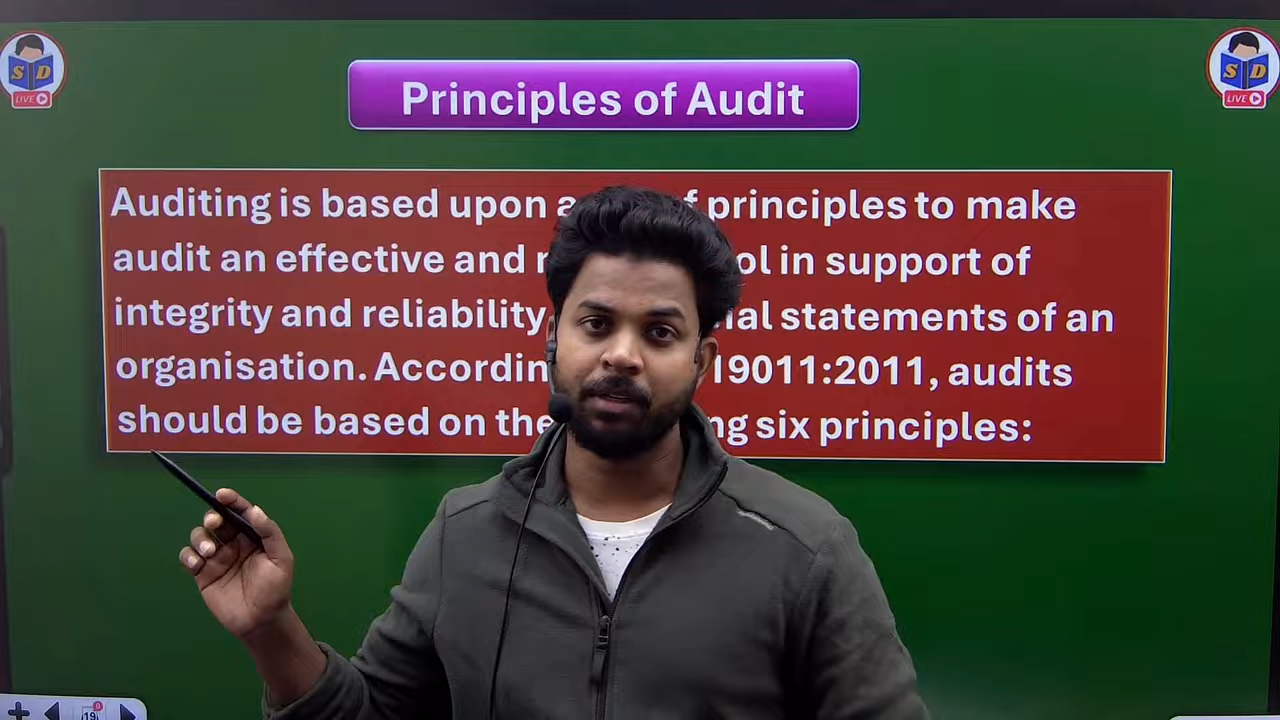 S D
LIVE
Principles of Audit
S D
LIVE
Auditing is based upon a f principles to make
audit an effective and ol in support of
integrity and reliability ial statements of an
organisation. Accordin 19011:2011, audits
should be based on the ng six principles:
19